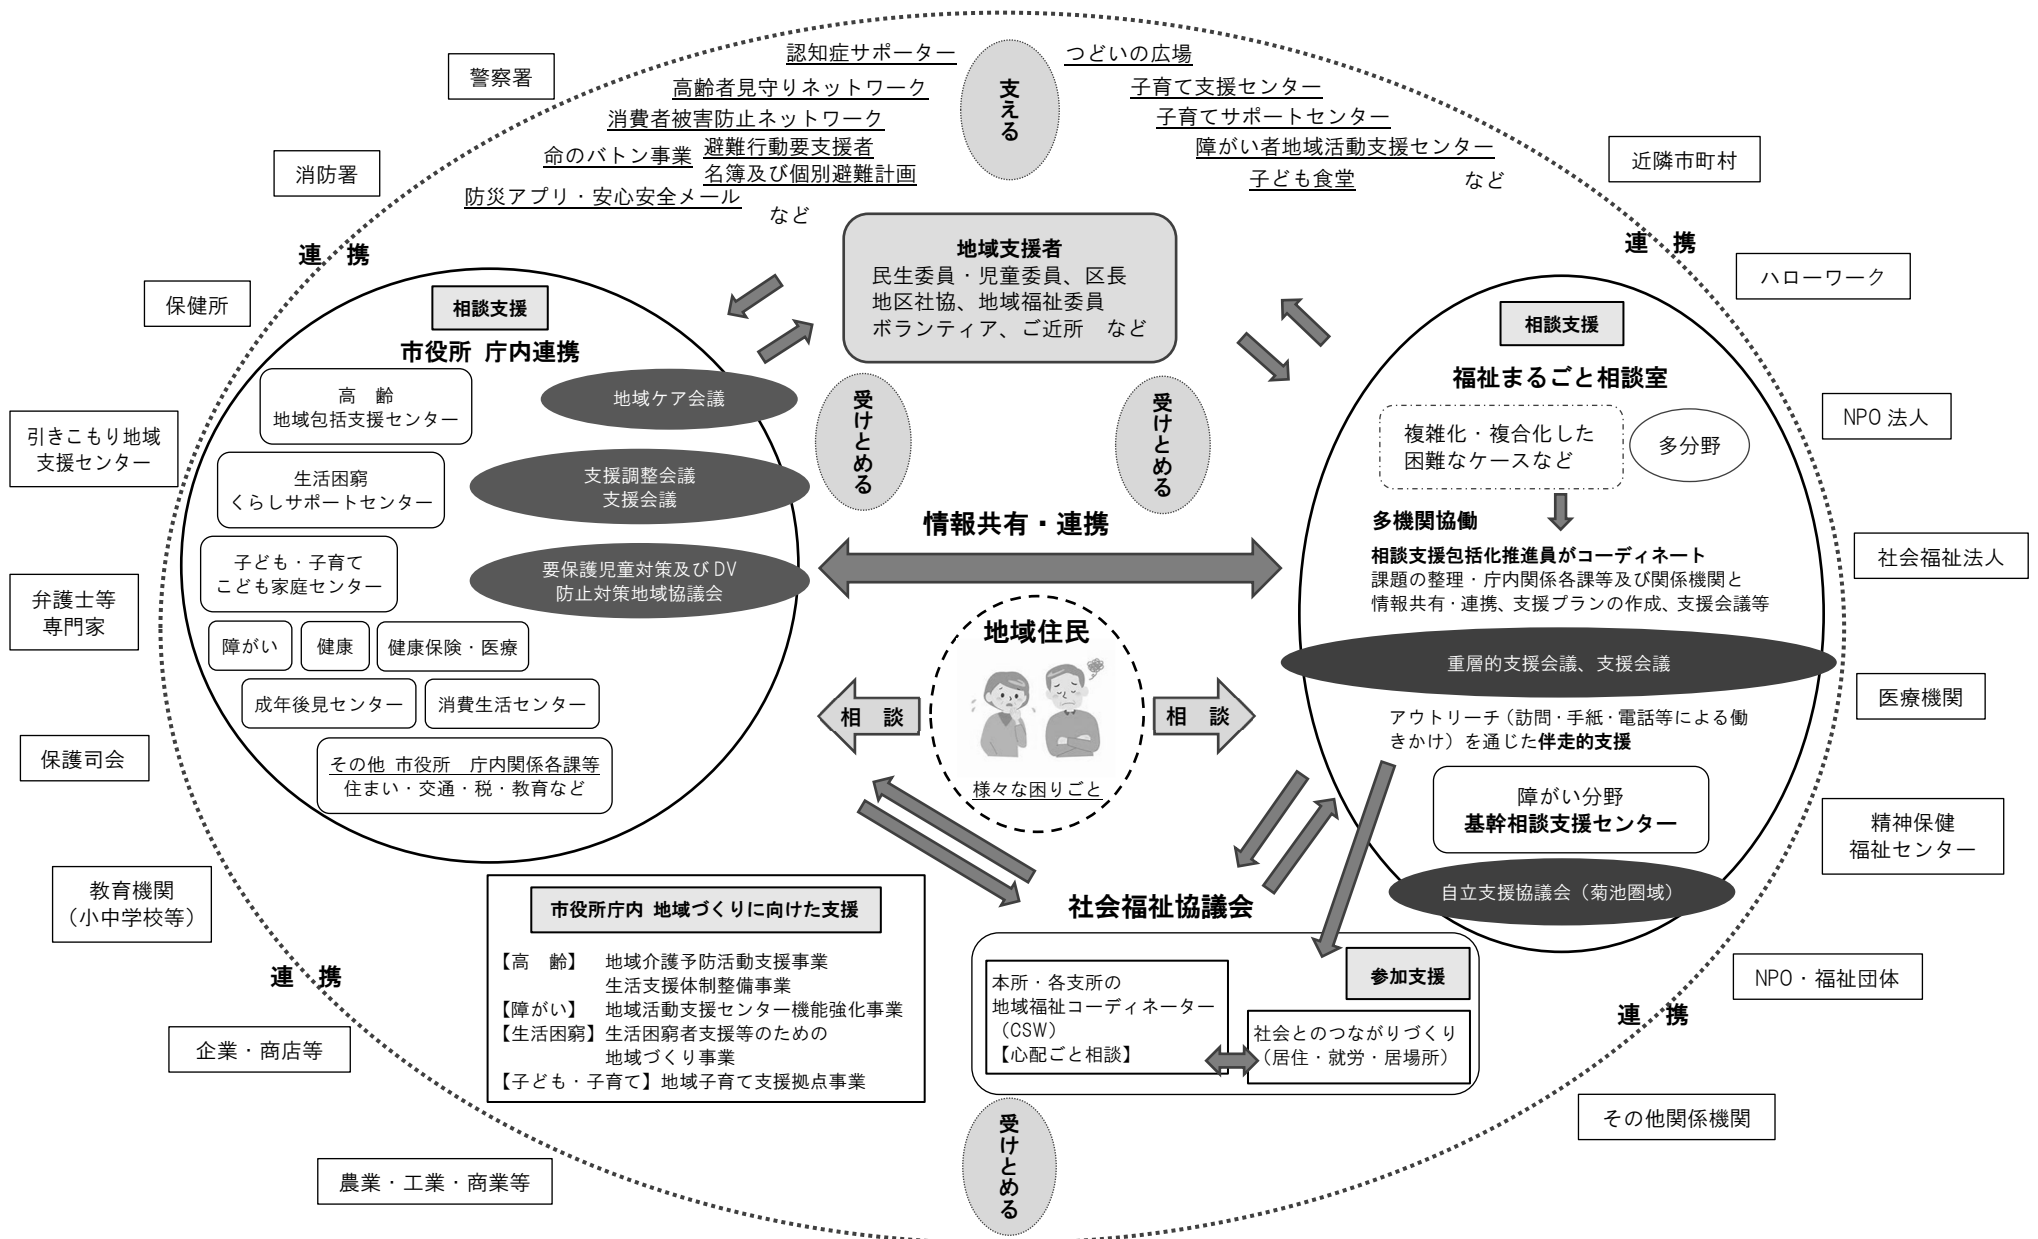 認知症サポーター
高齢者見守りネットワーク
消費者被害防止ネットワーク
命のバトン事業
避難行動要支援者
名簿及び個別避難計画
防災アプリ・安心安全メール
など
支える
つどいの広場
子育て支援センター
子育てサポートセンター
障がい者地域活動支援センター
子ども食堂
など
警察署
消防署
保健所
引きこもり地域
支援センター
弁護士等
専門家
保護司会
教育機関
（小中学校等）
企業・商店等
農業・工業・商業等
近隣市町村
ハローワーク
NPO 法人
社会福祉法人
医療機関
精神保健
福祉センター
NPO・福祉団体
その他関係機関
連　携
連　携
連　携
連　携
地域支援者
民生委員・児童委員、区長
地区社協、地域福祉委員
ボランティア、ご近所　など
受けとめる
受けとめる
相談支援
市役所 庁内連携
高　齢
地域包括支援センター
地域ケア会議
生活困窮
くらしサポートセンター
支援調整会議
支援会議
子ども・子育て
こども家庭センター
要保護児童対策及び DV
防止対策地域協議会
障がい
健康
健康保険・医療
成年後見センター
消費生活センター
その他 市役所　庁内関係各課等
住まい・交通・税・教育など
情報共有・連携
地域住民
様々な困りごと
相　談
相　談
相談支援
福祉まるごと相談室
複雑化・複合化した
困難なケースなど
多分野
多機関協働
相談支援包括化推進員がコーディネート
課題の整理・庁内関係各課等及び関係機関と
情報共有・連携、支援プランの作成、支援会議等
重層的支援会議、支援会議
アウトリーチ（訪問・手紙・電話等による働
きかけ）を通じた伴走的支援
障がい分野
基幹相談支援センター
自立支援協議会（菊池圏域）
市役所庁内 地域づくりに向けた支援
【高　齢】　地域介護予防活動支援事業
生活支援体制整備事業
【障がい】　地域活動支援センター機能強化事業
【生活困窮】生活困窮者支援等のための
地域づくり事業
【子ども・子育て】地域子育て支援拠点事業
社会福祉協議会
本所・各支所の
地域福祉コーディネーター
（CSW）
【心配ごと相談】
参加支援
社会とのつながりづくり
（居住・就労・居場所）
受けとめる